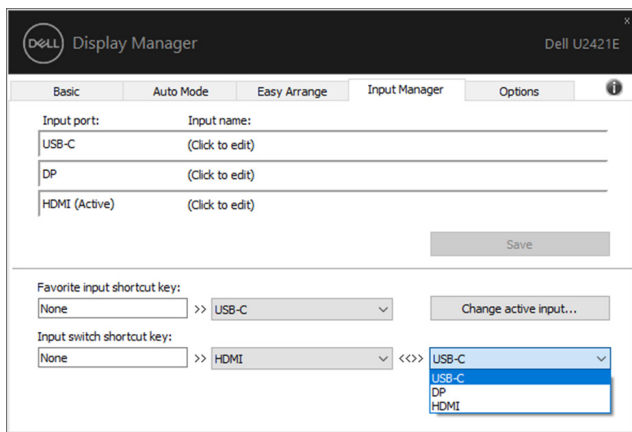 x
DELL Display Manager Dell U2421E
Basic Auto Mode Easy Arrange Input Manager Options i
Input port: Input name:
USB-C (Click to edit)
DP (Click to edit)
HDMI (Active) (Click to edit)
Save
Favorite input shortcut key:
None >> USB-C Change active input...
Input switch shortcut key:
None >> HDMI <<>> USB-C
USB-C
DP
HDMI